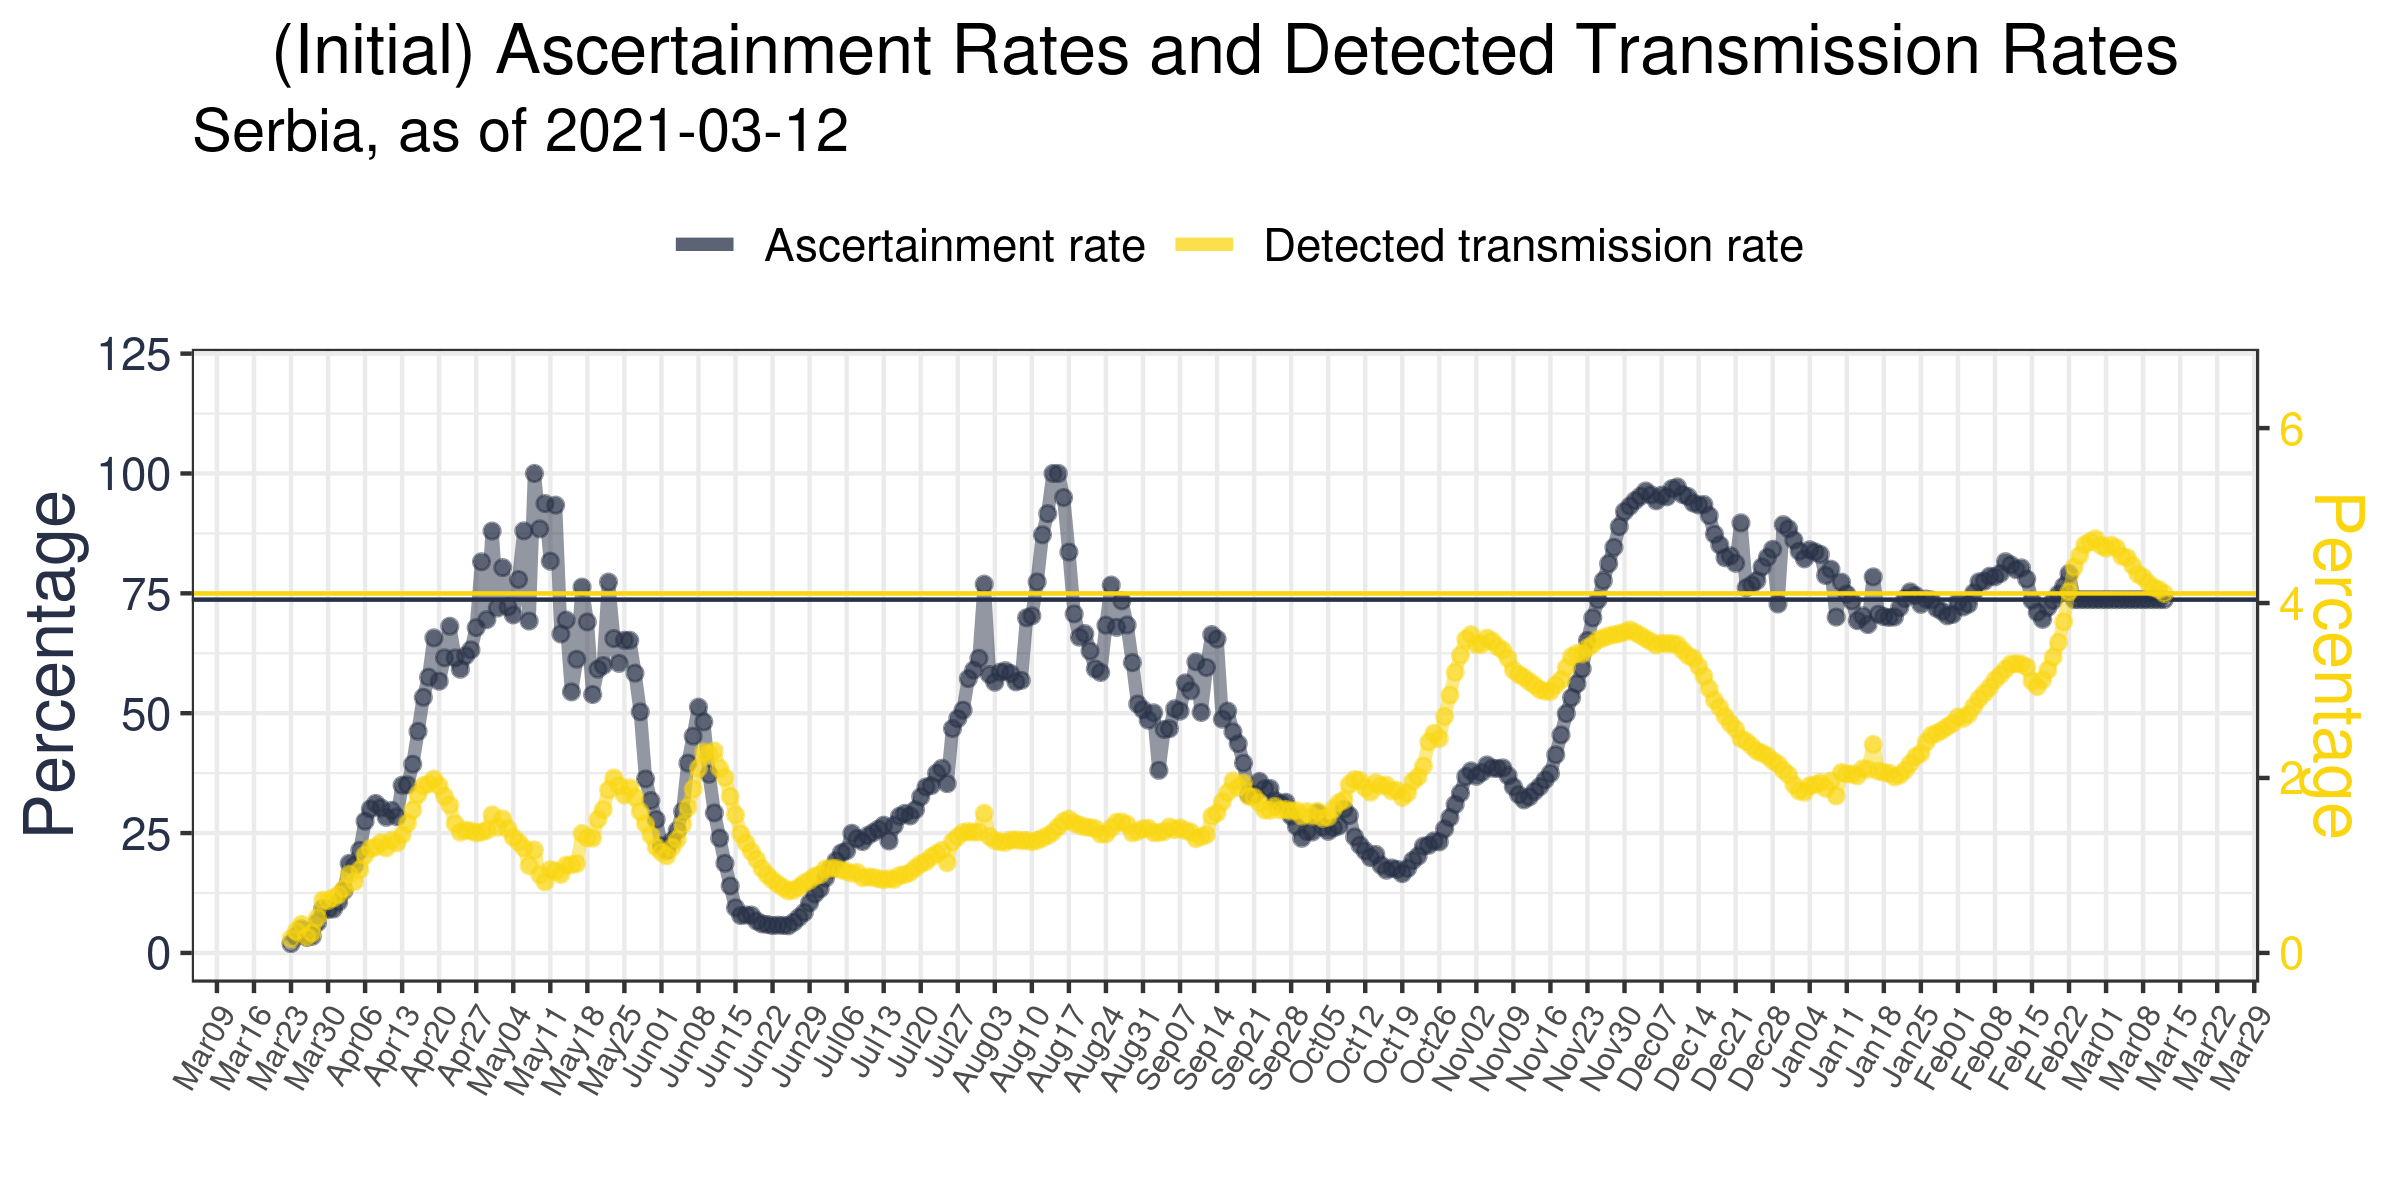 (Initial) Ascertainment Rates and Detected Transmission Rates
Serbia, as of 2021-03-12
Ascertainment rate
Detected transmission rate
Percentage
125
100
75
50
25
0
6
4
2
0
Percentage
Mar09
Mar16
Mar23
Mar30
Apr06
Apr13
Apr20
Apr27
May04
May11
May18
May25
Jun01
Jun08
Jun15
Jun22
Jun29
Jul06
Jul13
Jul20
Jul27
Aug03
Aug10
Aug17
Aug24
Aug31
Sep07
Sep14
Sep21
Sep28
Oct05
Oct12
Oct19
Oct26
Nov02
Nov09
Nov16
Nov23
Nov30
Dec07
Dec14
Dec21
Dec28
Dec04
Jan11
Jan18
Jan25
Feb01
Feb08
Feb15
Feb22
Mar01
Mar08
Mar15
Mar22
Mar29